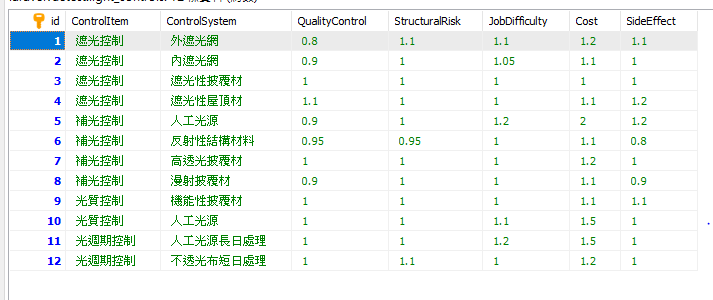 id ControlItem ControlSystem QualityControl StructuralRisk JobDifficulty Cost SideEffect
1 遮光控制 外遮光網 0.8 1.1 1.1 1.2 1.1
2 遮光控制 內遮光網 0.9 1 1.05 1.1 1
3 遮光控制 遮光性披覆材 1 1 1 1 1
4 遮光控制 遮光性屋頂材 1.1 1 1 1.1 1.2
5 補光控制 人工光源 0.9 1 1.2 2 1.2
6 補光控制 反射性結構材料 0.95 0.95 1 1.1 0.8
7 補光控制 高透光披覆材 1 1 1 1.2 1
8 補光控制 漫射披覆材 0.9 1 1 1.1 0.9
9 光質控制 機能性披覆材 1 1 1 1.1 1.1
10 光質控制 人工光源 1 1 1.1 1.5 1
11 光週期控制 人工光源長日處理 1 1 1.2 1.5 1
12 光週期控制 不透光布短日處理 1 1.1 1 1.2 1